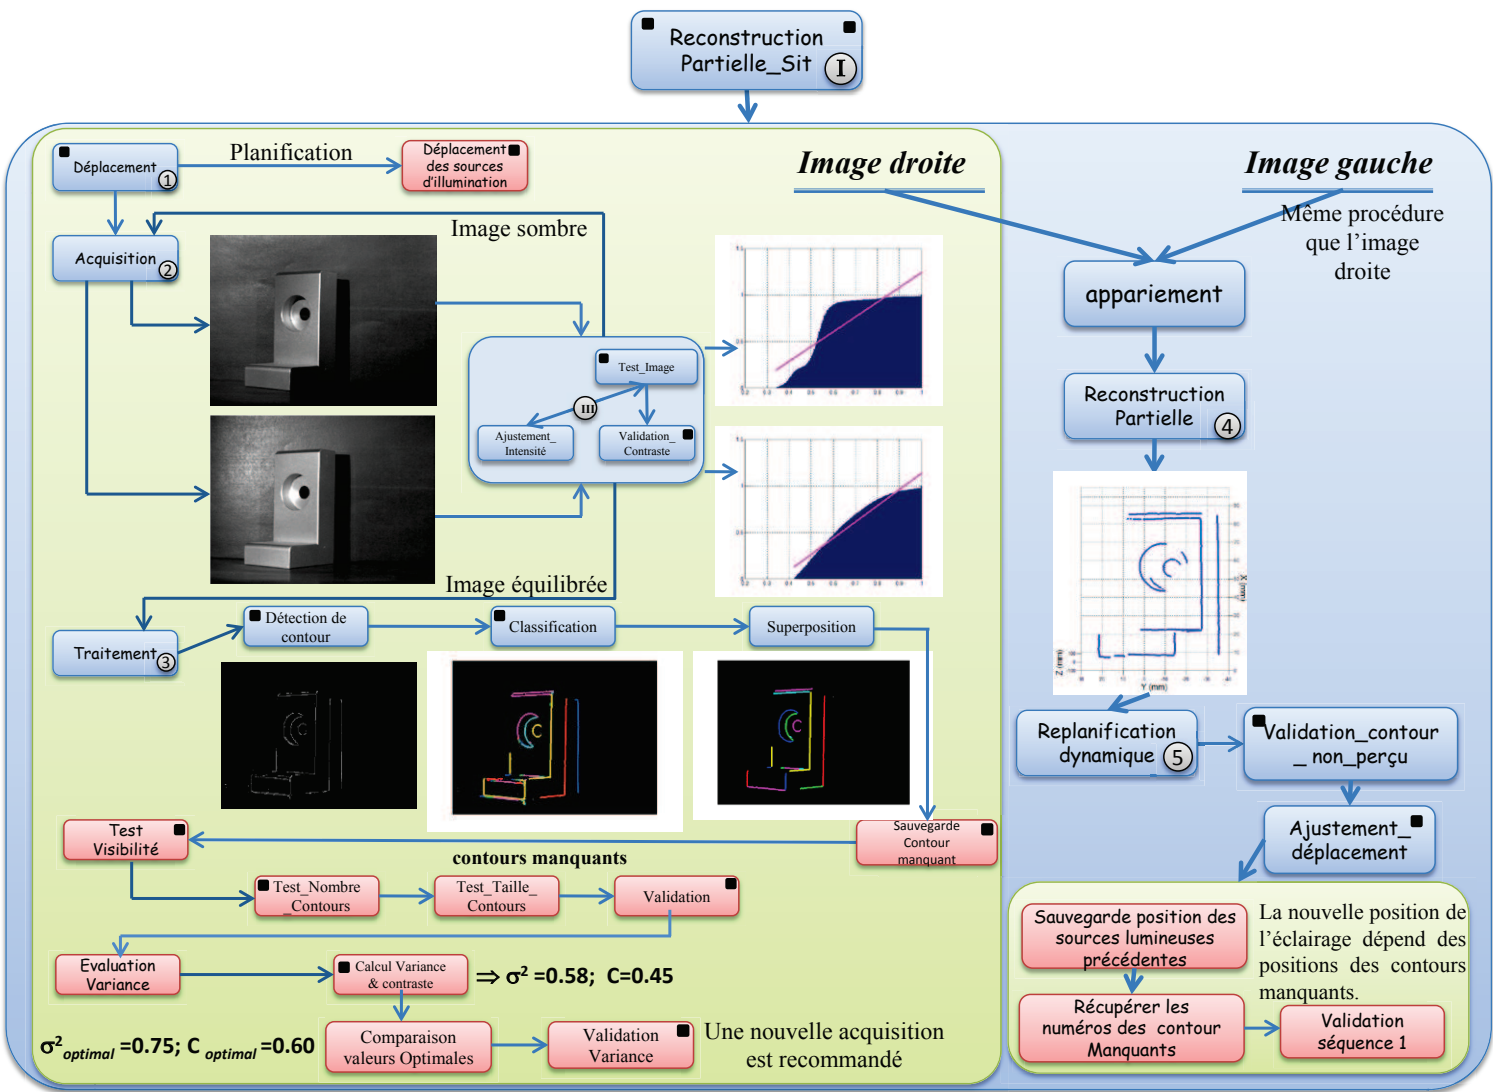 Reconstruction
Partielle_Sit
I
Déplacement
1
Planification
Déplacement
des sources
d'illumination
Image droite
Image gauche
Même procédure
que l'image
droite
Image sombre
Acquisition
2
appariement
Test_Image
III
Ajustement_
Intensité
Validation_
Contraste
Reconstruction
Partielle
4
Image équilibrée
Traitement
3
Détection de
contour
Classification
Superposition
X (mm)
Z (mm)
Y (mm)
Replanification
dynamique
5
Validation_contour
_ non_perçu
Ajustement_
déplacement
Test
Visibilité
Sauvegarde
Contour
manquant
contours manquants
Test_Nombre
_Contours
Test_Taille_
Contours
Validation
Evaluation
Variance
Calcul Variance
& contraste
⇒ σ² =0.58; C=0.45
σ² optimal =0.75; C optimal =0.60
Comparaison
valeurs Optimales
Validation
Variance
Une nouvelle acquisition
est recommandé
Sauvegarde position des
sources lumineuses
précédentes
La nouvelle position de
l'éclairage dépend des
positions des contours
manquants.
Récupérer les
numéros des contour
Manquants
Validation
séquence 1